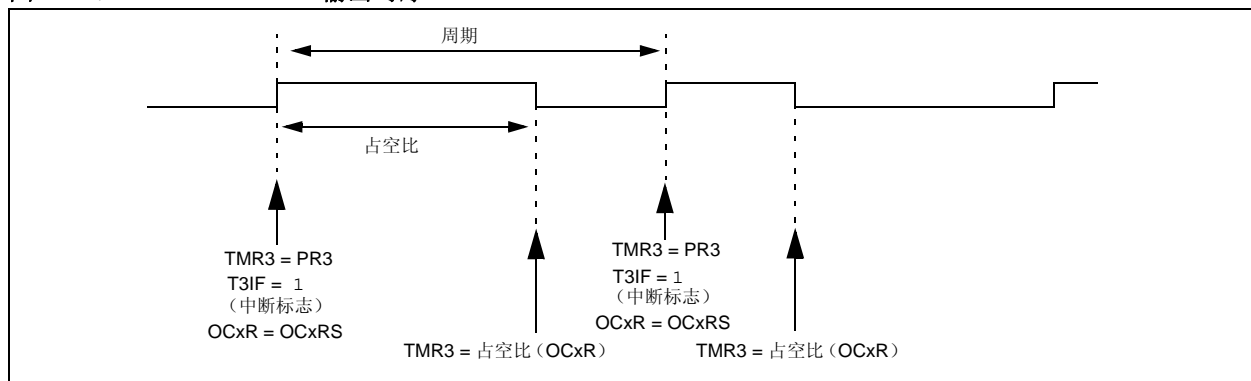 周期
占空比
TMR3 = PR3
T3IF = 1
（中断标志）
OCxR = OCxRS
TMR3 = 占空比（OCxR）
TMR3 = PR3
T3IF = 1
（中断标志）
OCxR = OCxRS
TMR3 = 占空比（OCxR）